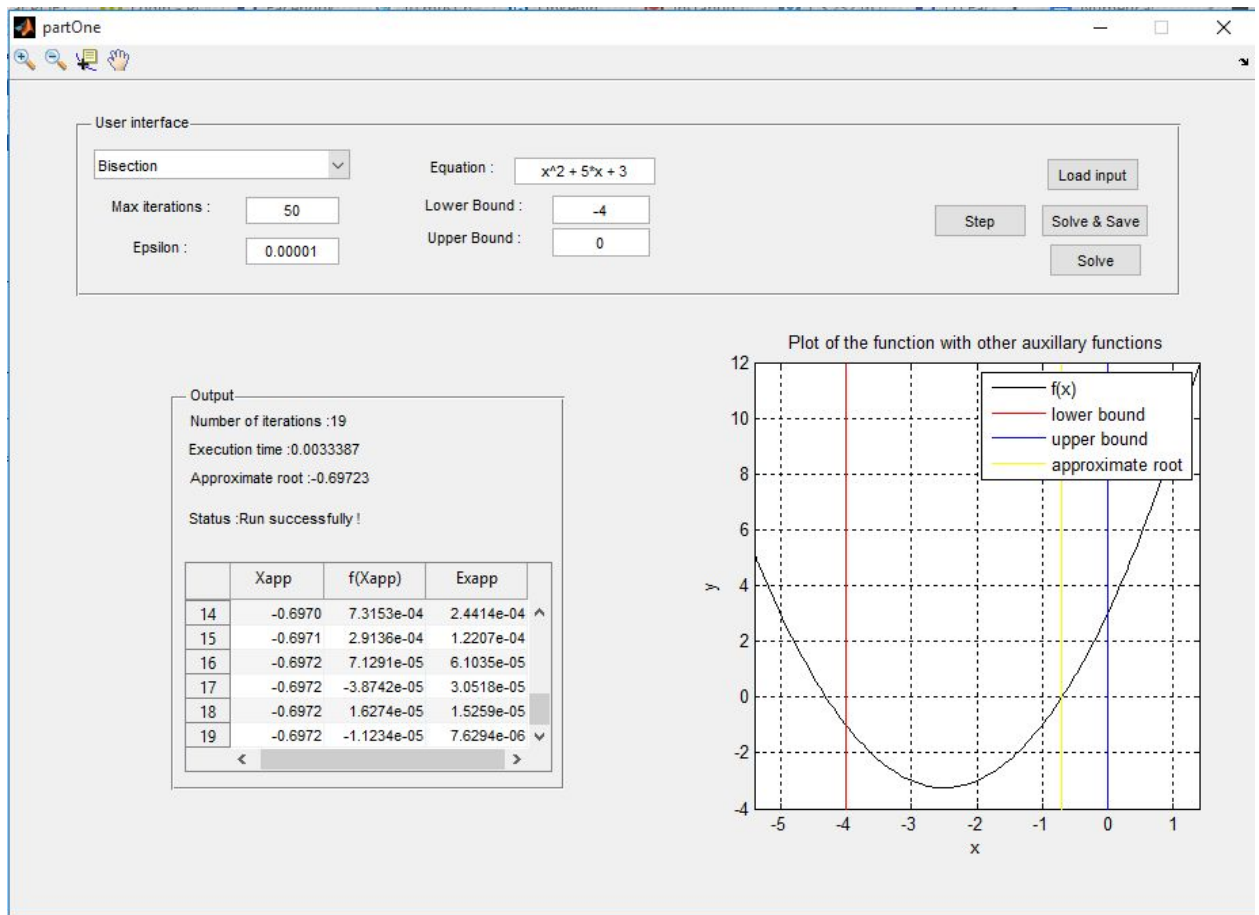 partOne
User interface
Bisection
Equation :
x^2 + 5*x + 3
Load input
Max iterations :
50
Lower Bound :
-4
Step
Solve & Save
Epsilon :
0.00001
Upper Bound :
0
Solve
Output
Number of iterations :19
Execution time :0.0033387
Approximate root :-0.69723
Status :Run successfully !
Xapp f(Xapp) Exapp
14 -0.6970 7.3153e-04 2.4414e-04
15 -0.6971 2.9136e-04 1.2207e-04
16 -0.6972 7.1291e-05 6.1035e-05
17 -0.6972 -3.8742e-05 3.0518e-05
18 -0.6972 1.6274e-05 1.5259e-05
19 -0.6972 -1.1234e-05 7.6294e-06
Plot of the function with other auxillary functions
f(x)
lower bound
upper bound
approximate root
12
10
8
6
4
2
0
-2
-4
y
-5 -4 -3 -2 -1 0 1
x